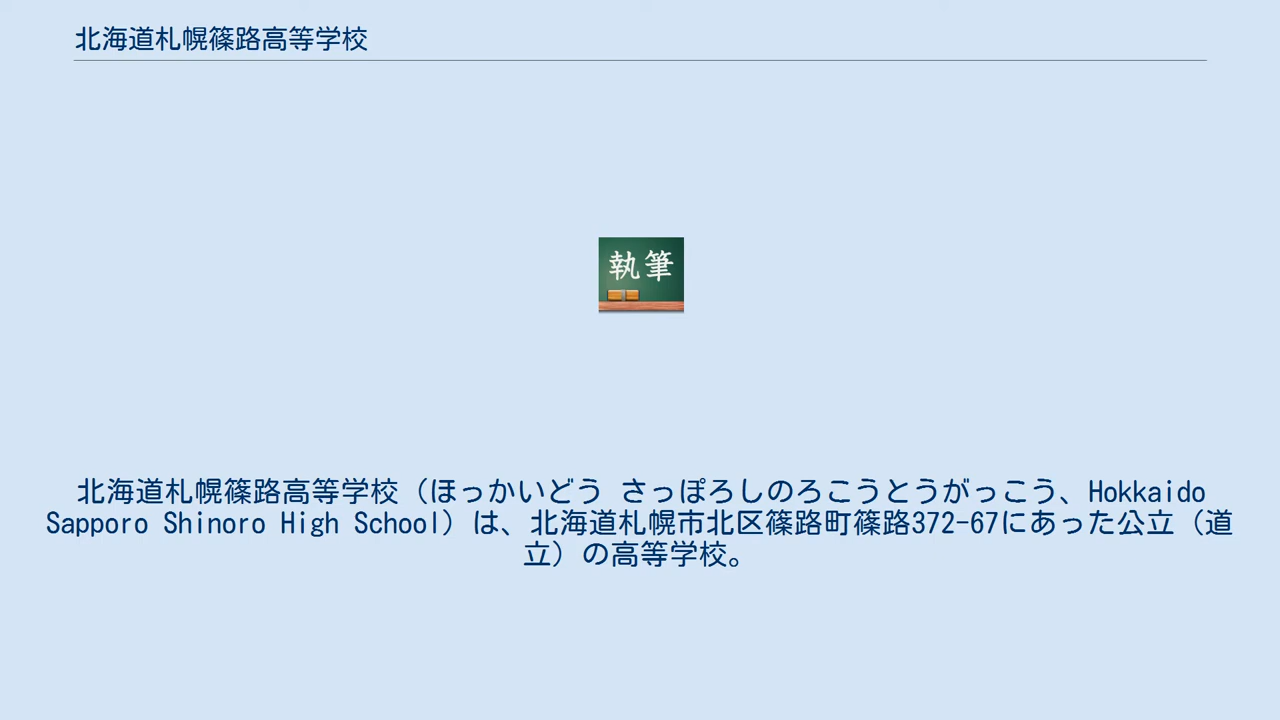 北海道札幌篠路高等学校
執筆
北海道札幌篠路高等学校（ほっかいどう さっぽろしのろこうとうがっこう、Hokkaido
Sapporo Shinoro High School）は、北海道札幌市北区篠路町篠路372-67にあった公立（道
立）の高等学校。